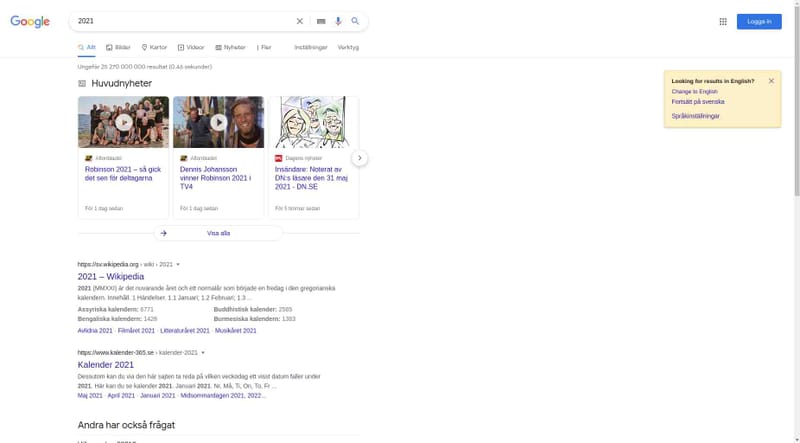 Google
2021
Logga in
Allt
Bilder
Kartor
Videor
Nyheter
Fler
Inställningar
Verktyg
Ungefär 25 270 000 000 resultat (0,64 sekunder)
Looking for results in English?
Change to English
Fortsätt på svenska
Språkinställningar
Huvudnyheter
Aftonbladet
Robinson 2021 – så gick
det sen för deltagarna
För 1 dag sedan
Aftonbladet
Dennis Johansson
vinner Robinson 2021 i
TV4
För 1 dag sedan
Dagens nyheter
Insändare: Noterat av
DN:s läsare den 31 maj
2021 - DN.SE
För 5 timmar sedan
Visa alla
https://sv.wikipedia.org › wiki › 2021
2021 – Wikipedia
2021 (MMXXI) är det nuvarande året och ett normalår som började en fredag i den gregorianska
kalendern. Innehåll. 1 Händelser. 1.1 Januari; 1.2 Februari; 1.3 ...
Assyriska kalendern: 6771
Buddhistisk kalender: 2565
Bengaliska kalendern: 1428
Burmesiska kalendern: 1383
Avlidna 2021 · Filmåret 2021 · Litteraturåret 2021 · Musikåret 2021
https://www.kalender-365.se › kalender-2021
Kalender 2021
Dessutom kan du via den här sajten ta reda på vilken veckodag ett visst datum faller under
2021. Här kan du se kalender 2021. Januari 2021. Nr, Må, Ti, On, To, Fr ...
Maj 2021 · April 2021 · Januari 2021 · Midsommardagen 2021, 2022...
Andra har också frågat